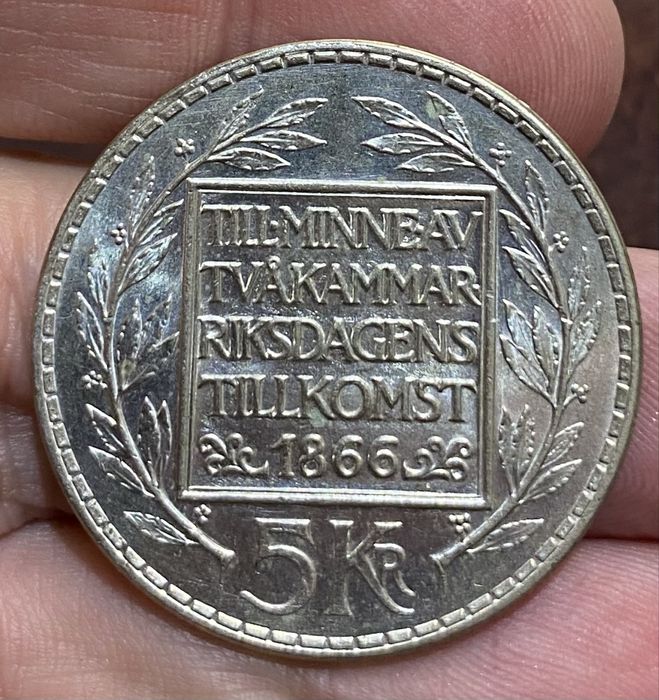 TILL·MINNE·AV
TVÅKAMMAR-
RIKSDAGENS
TILLKOMST
1866
5 KR